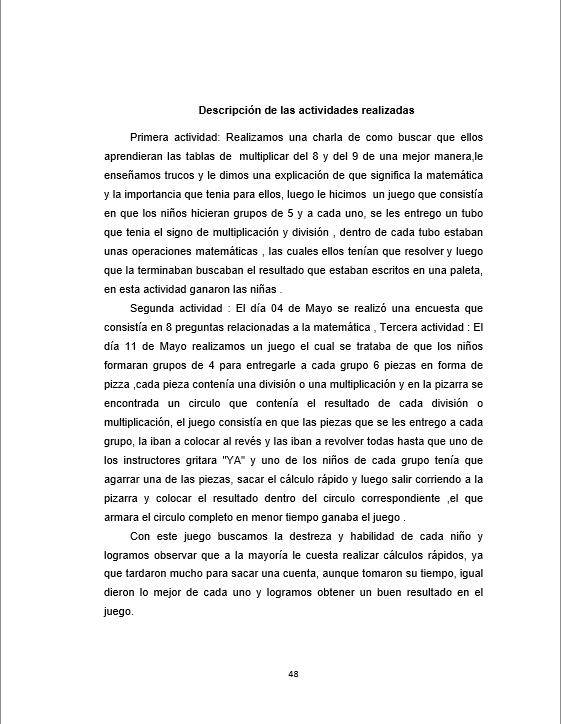 Descripción de las actividades realizadas
Primera actividad: Realizamos una charla de como buscar que ellos
aprendieran las tablas de  multiplicar del 8 y del 9 de una mejor manera,le
enseñamos trucos y le dimos una explicación de que significa la matemática
y la importancia que tenia para ellos, luego le hicimos  un juego que consistía
en que los niños hicieran grupos de 5 y a cada uno, se les entrego un tubo
que tenia el signo de multiplicación y división , dentro de cada tubo estaban
unas operaciones matemáticas , las cuales ellos tenían que resolver y luego
que la terminaban buscaban el resultado que estaban escritos en una paleta,
en esta actividad ganaron las niñas .
Segunda actividad : El día 04 de Mayo se realizó una encuesta que
consistía en 8 preguntas relacionadas a la matemática , Tercera actividad : El
día 11 de Mayo realizamos un juego el cual se trataba de que los niños
formaran grupos de 4 para entregarle a cada grupo 6 piezas en forma de
pizza ,cada pieza contenía una división o una multiplicación y en la pizarra se
encontrada un circulo que contenía el resultado de cada división o
multiplicación, el juego consistía en que las piezas que se les entrego a cada
grupo, la iban a colocar al revés y las iban a revolver todas hasta que uno de
los instructores gritara "YA" y uno de los niños de cada grupo tenía que
agarrar una de las piezas, sacar el cálculo rápido y luego salir corriendo a la
pizarra y colocar el resultado dentro del circulo correspondiente ,el que
armara el circulo completo en menor tiempo ganaba el juego .
Con este juego buscamos la destreza y habilidad de cada niño y
logramos observar que a la mayoría le cuesta realizar cálculos rápidos, ya
que tardaron mucho para sacar una cuenta, aunque tomaron su tiempo, igual
dieron lo mejor de cada uno y logramos obtener un buen resultado en el
juego.
48